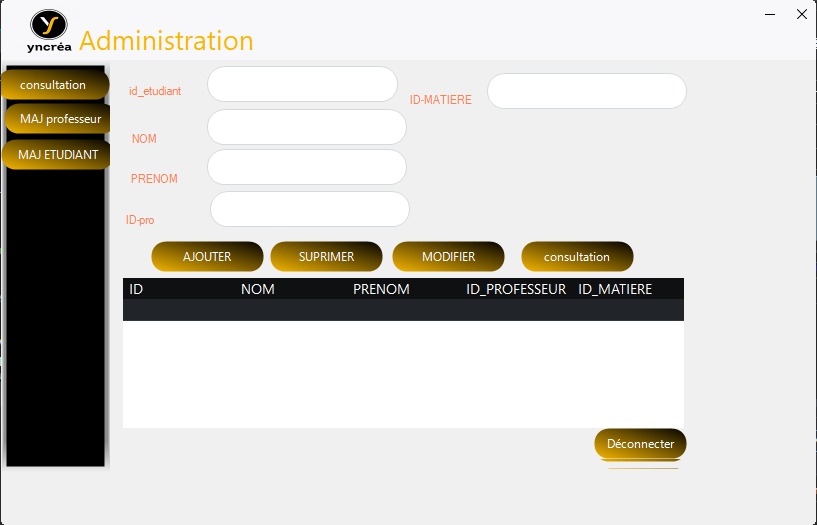 yncréa
Administration
consultation
MAJ professeur
MAJ ETUDIANT
id_etudiant
ID-MATIERE
NOM
PRENOM
ID-pro
AJOUTER SUPRIMER MODIFIER consultation
ID NOM PRENOM ID_PROFESSEUR ID_MATIERE
Déconnecter